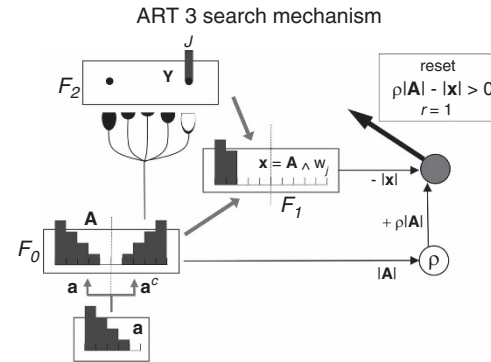 ART 3 search mechanism
J
Y
F₂
reset
ρ|A| - |x| > 0
r = 1
x = A ∧ wⱼ
- |x|
F₁
A
+ ρ|A|
F₀
ρ
|A|
a
aᶜ
a